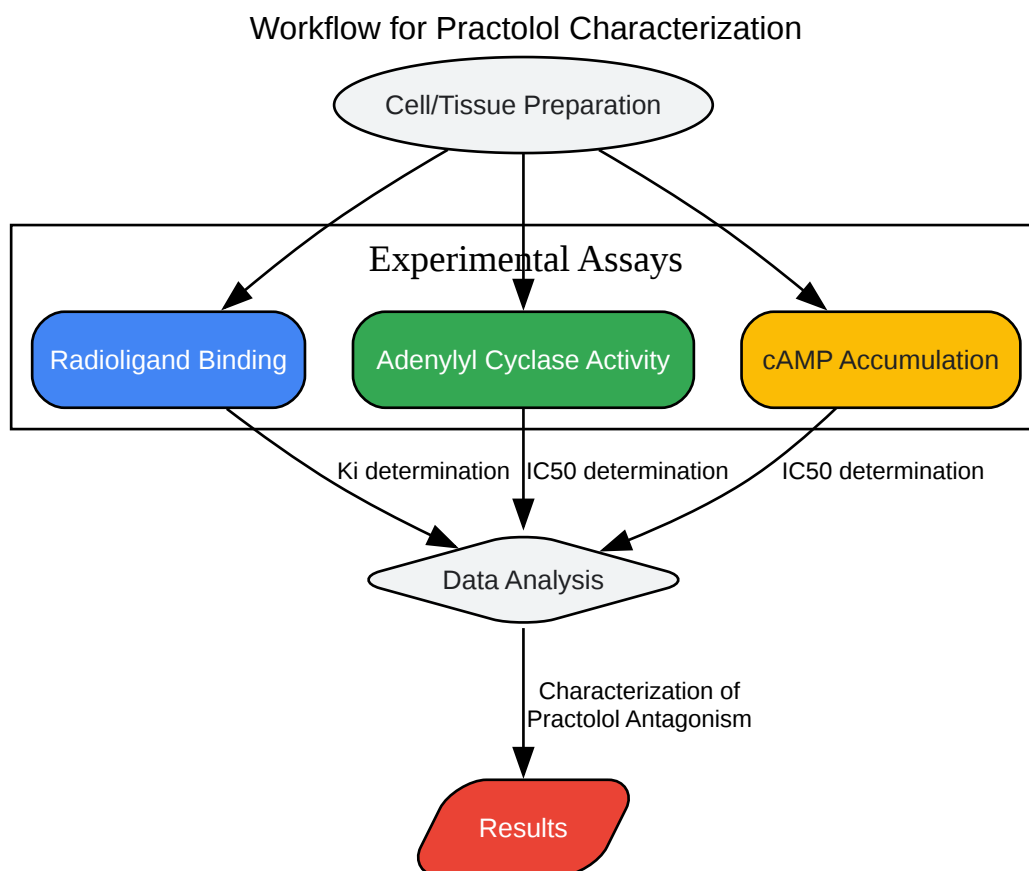 Workflow for Practolol Characterization
Cell/Tissue Preparation
Experimental Assays
Radioligand Binding
Adenylyl Cyclase Activity
cAMP Accumulation
Ki determination
IC50 determination
IC50 determination
Data Analysis
Characterization of
Practolol Antagonism
Results